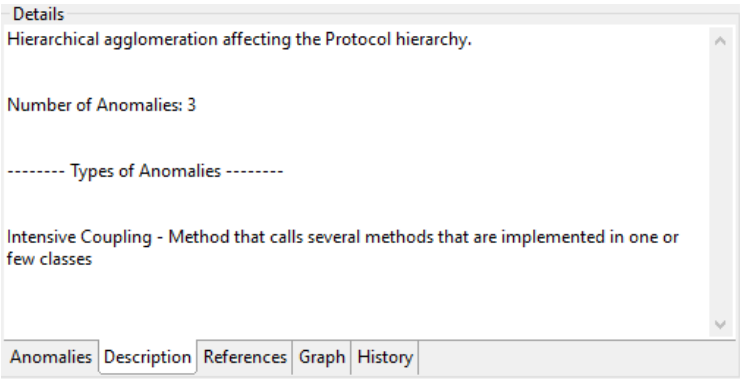 Details
Hierarchical agglomeration affecting the Protocol hierarchy.
Number of Anomalies: 3
-------- Types of Anomalies --------
Intensive Coupling - Method that calls several methods that are implemented in one or
few classes
Anomalies Description References Graph History